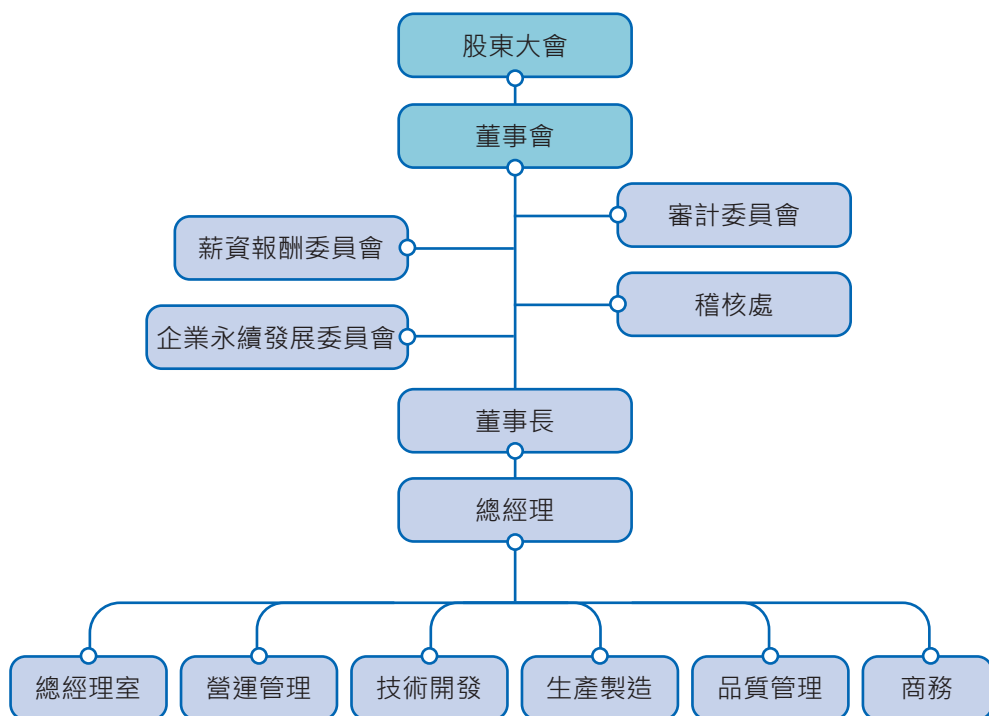 股東大會
董事會
審計委員會
薪資報酬委員會
稽核處
企業永續發展委員會
董事長
總經理
總經理室
營運管理
技術開發
生產製造
品質管理
商務